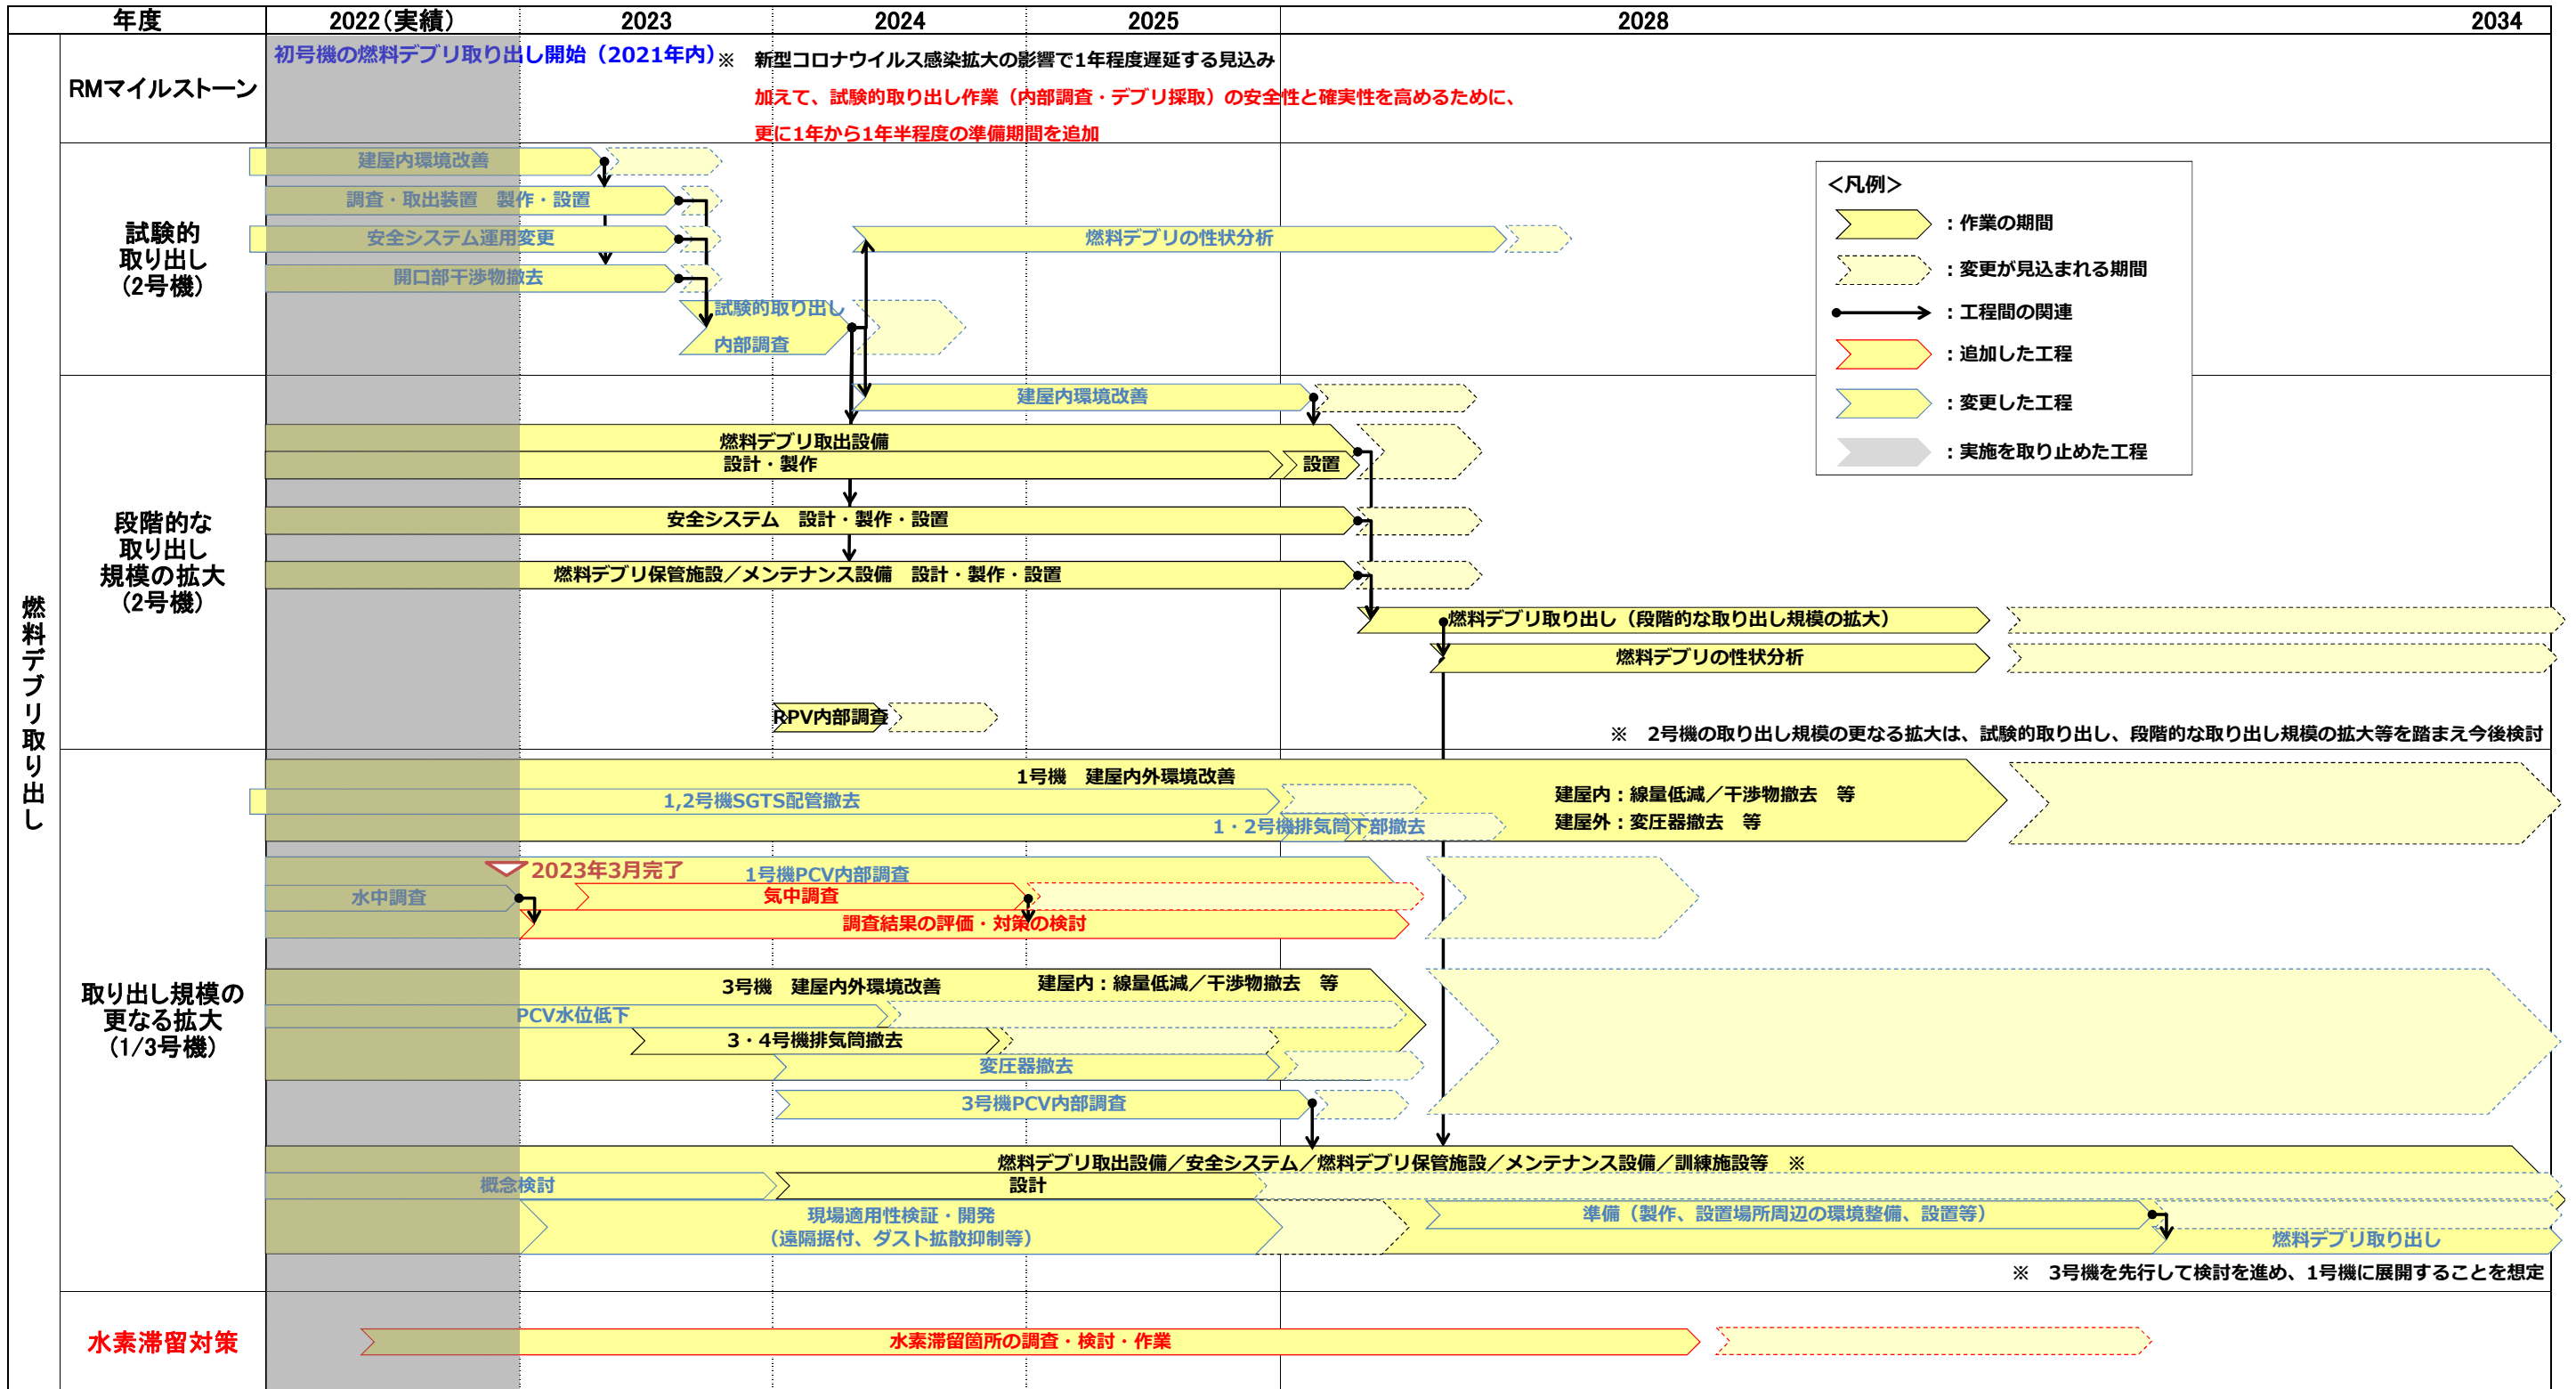 年度
2022（実績）
2023
2024
2025
2028
2034
燃料デブリ取り出し
RMマイルストーン
初号機の燃料デブリ取り出し開始（2021年内）
※　新型コロナウイルス感染拡大の影響で1年程度遅延する見込み
加えて、試験的取り出し作業（内部調査・デブリ採取）の安全性と確実性を高めるために、
更に1年から1年半程度の準備期間を追加
試験的
取り出し
（2号機）
建屋内環境改善
調査・取出装置　製作・設置
安全システム運用変更
燃料デブリの性状分析
開口部干渉物撤去
試験的取り出し
内部調査
＜凡例＞
：作業の期間
：変更が見込まれる期間
：工程間の関連
：追加した工程
：変更した工程
：実施を取り止めた工程
段階的な
取り出し
規模の拡大
（2号機）
建屋内環境改善
燃料デブリ取出設備
設計・製作
設置
安全システム　設計・製作・設置
燃料デブリ保管施設／メンテナンス設備　設計・製作・設置
燃料デブリ取り出し（段階的な取り出し規模の拡大）
燃料デブリの性状分析
RPV内部調査
※　2号機の取り出し規模の更なる拡大は、試験的取り出し、段階的な取り出し規模の拡大等を踏まえ今後検討
取り出し規模の
更なる拡大
（1/3号機）
1号機　建屋内外環境改善
1,2号機SGTS配管撤去
建屋内：線量低減／干渉物撤去　等
1・2号機排気筒下部撤去
建屋外：変圧器撤去　等
2023年3月完了
1号機PCV内部調査
水中調査
気中調査
調査結果の評価・対策の検討
3号機　建屋内外環境改善
建屋内：線量低減／干渉物撤去　等
PCV水位低下
3・4号機排気筒撤去
変圧器撤去
3号機PCV内部調査
燃料デブリ取出設備／安全システム／燃料デブリ保管施設／メンテナンス設備／訓練施設等　※
概念検討
設計
現場適用性検証・開発
（遠隔据付、ダスト拡散抑制等）
準備（製作、設置場所周辺の環境整備、設置等）
燃料デブリ取り出し
※　3号機を先行して検討を進め、1号機に展開することを想定
水素滞留対策
水素滞留箇所の調査・検討・作業